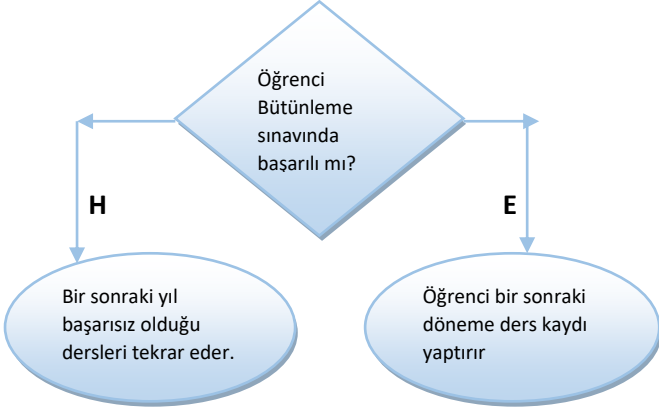 Öğrenci
Bütünleme
sınavında
başarılı mı?
H
E
Bir sonraki yıl
başarısız olduğu
dersleri tekrar eder.
Öğrenci bir sonraki
döneme ders kaydı
yaptırır